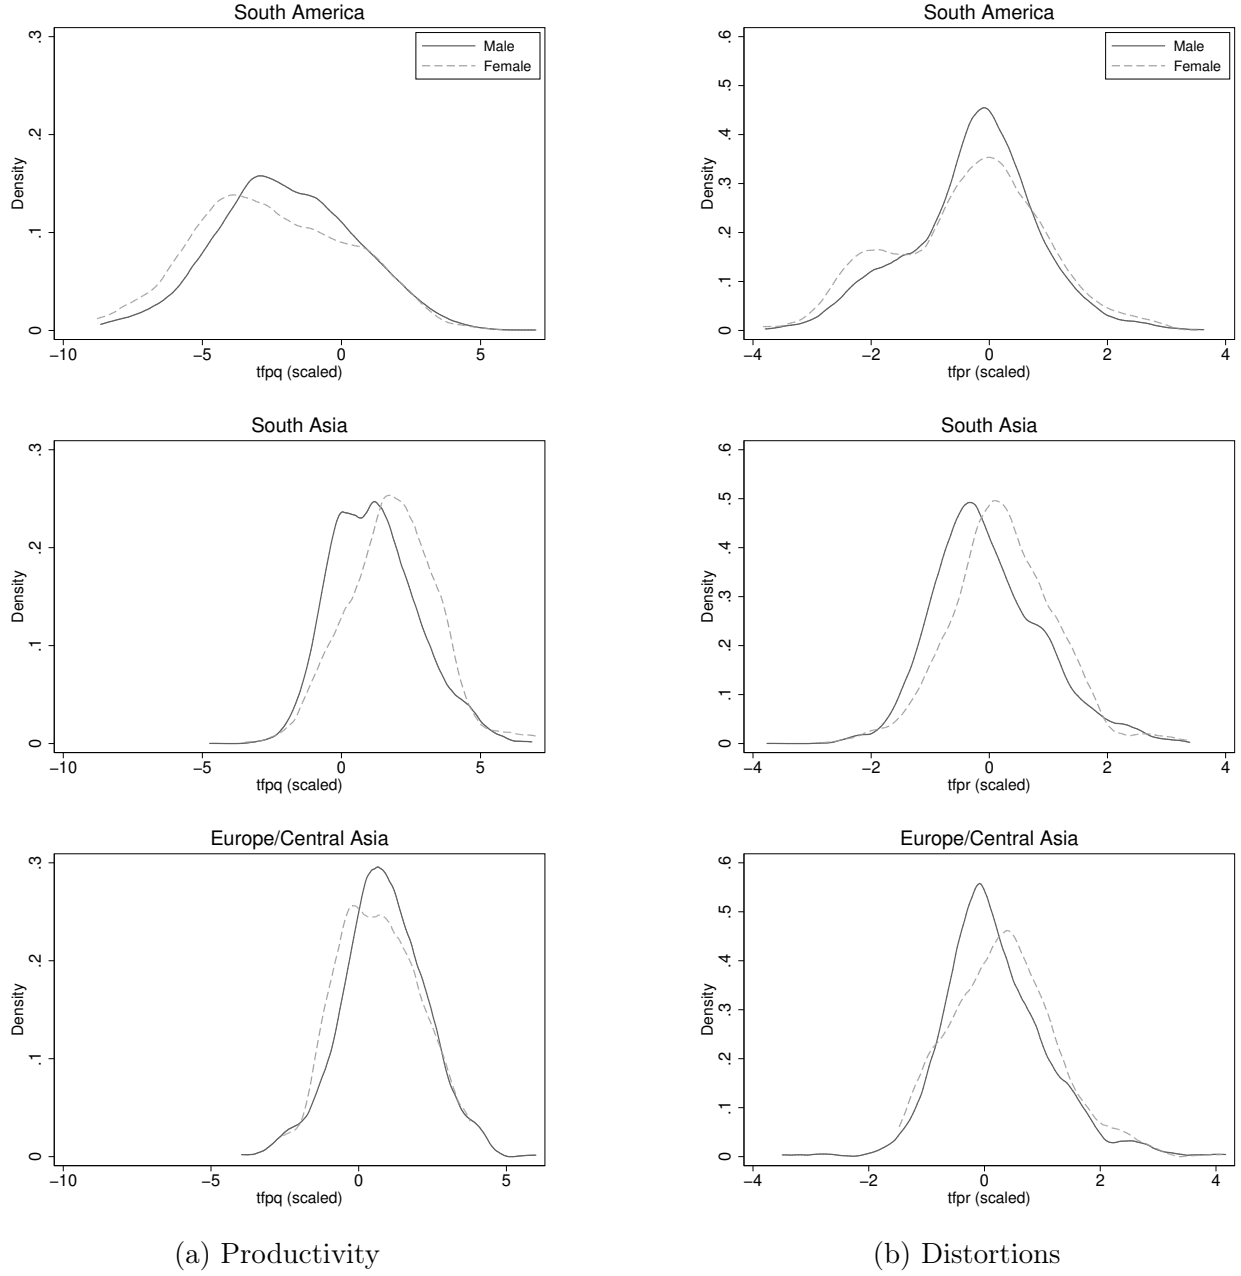 South America
.3
.2
.1
0
Density
Male
Female
−10
−5
0
5
tfpq (scaled)
South America
.6
.5
.4
.3
.2
.1
0
Density
Male
Female
−4
−2
0
2
4
tfpr (scaled)
South Asia
.3
.2
.1
0
Density
−10
−5
0
5
tfpq (scaled)
South Asia
.6
.5
.4
.3
.2
.1
0
Density
−4
−2
0
2
4
tfpr (scaled)
Europe/Central Asia
.3
.2
.1
0
Density
−10
−5
0
5
tfpq (scaled)
Europe/Central Asia
.6
.5
.4
.3
.2
.1
0
Density
−4
−2
0
2
4
tfpr (scaled)
(a) Productivity
(b) Distortions